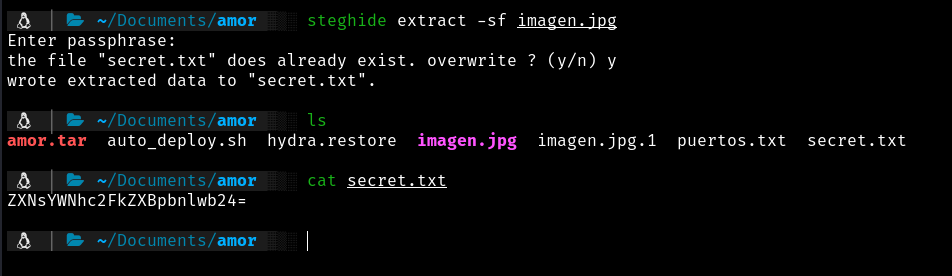 ~/Documents/amor steghide extract -sf imagen.jpg
Enter passphrase:
the file "secret.txt" does already exist. overwrite ? (y/n) y
wrote extracted data to "secret.txt".
~/Documents/amor ls
amor.tar auto_deploy.sh hydra.restore imagen.jpg imagen.jpg.1 puertos.txt secret.txt
~/Documents/amor cat secret.txt
ZXNsYWNhc2FkZXBpbnlwb24=
~/Documents/amor